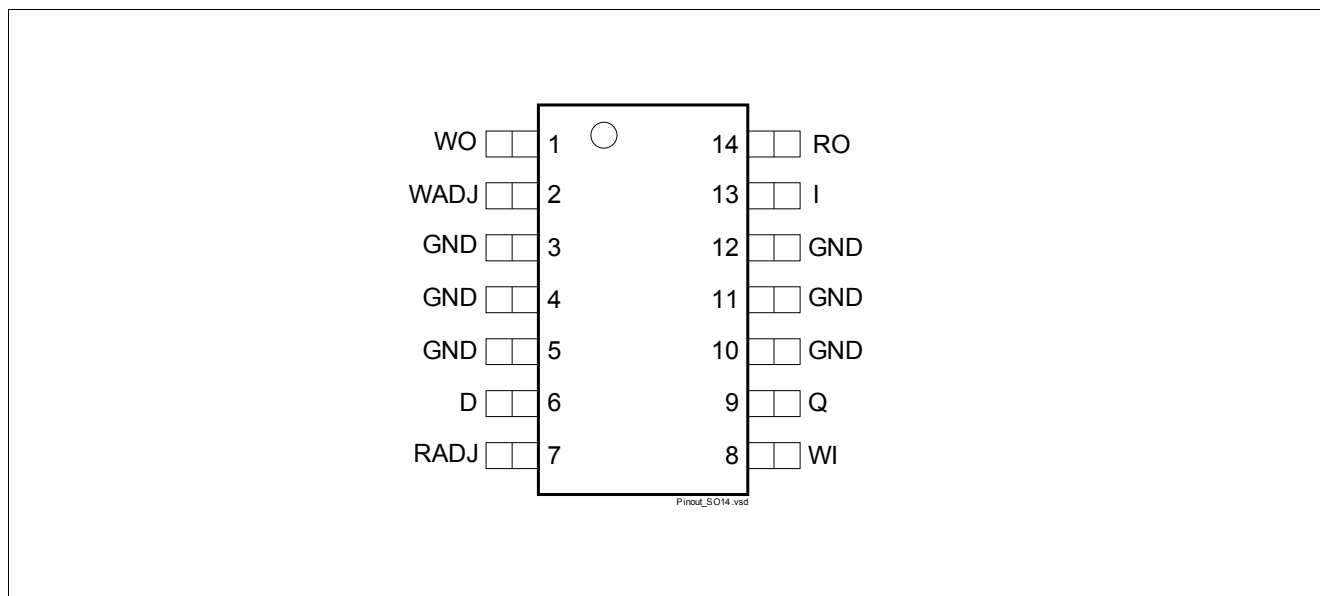 WO 1 14 RO
WADJ 2 13 I
GND 3 12 GND
GND 4 11 GND
GND 5 10 GND
D 6 9 Q
RADJ 7 8 WI
Pinout_SO14.vsd